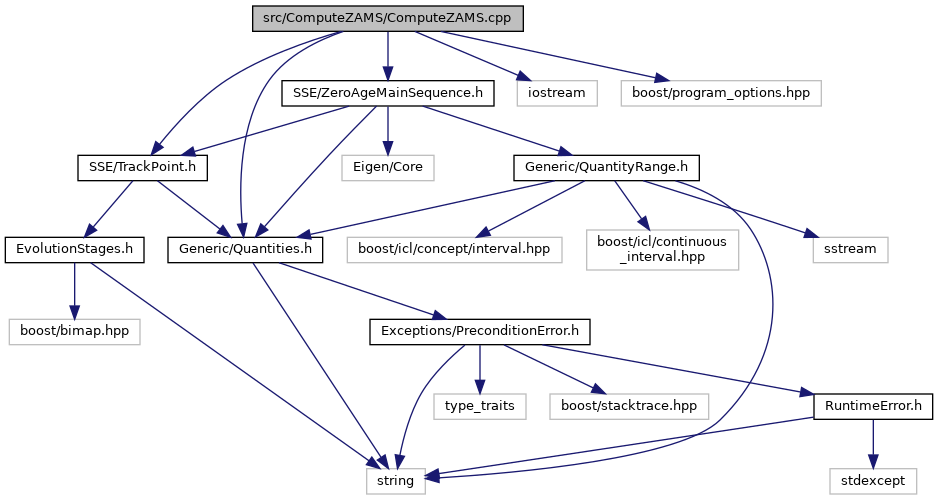 src/ComputeZAMS/ComputeZAMS.cpp
SSE/ZeroAgeMainSequence.h
iostream
boost/program_options.hpp
SSE/TrackPoint.h
Eigen/Core
Generic/QuantityRange.h
EvolutionStages.h
Generic/Quantities.h
boost/icl/concept/interval.hpp
boost/icl/continuous
_interval.hpp
sstream
boost/bimap.hpp
Exceptions/PreconditionError.h
type_traits
boost/stacktrace.hpp
RuntimeError.h
string
stdexcept